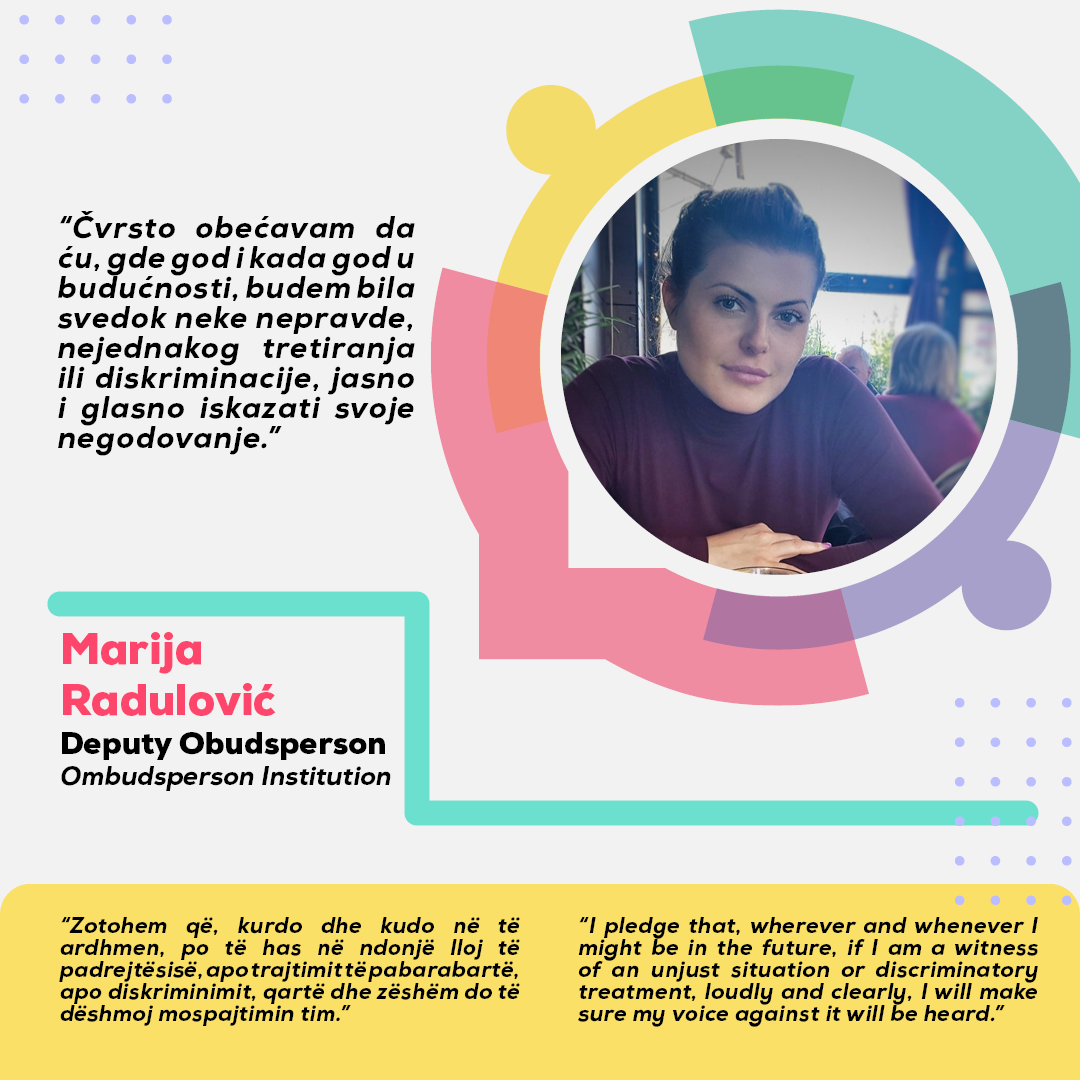 “Čvrsto obećavam da
ću, gde god i kada god u
budućnosti, budem bila
svedok neke nepravde,
nejednakog tretiranja
ili diskriminacije, jasno
i glasno iskazati svoje
negodovanje.”
Marija
Radulović
Deputy Obudsperson
Ombudsperson Institution
“Zotohem që, kurdo dhe kudo në të
ardhmen, po të has në ndonjë lloj të
padrejtësisë, apo trajtimit të pabarabartë,
apo diskriminimit, qartë dhe zëshëm do të
dëshmoj mospajtimin tim.”
“I pledge that, wherever and whenever I
might be in the future, if I am a witness
of an unjust situation or discriminatory
treatment, loudly and clearly, I will make
sure my voice against it will be heard.”